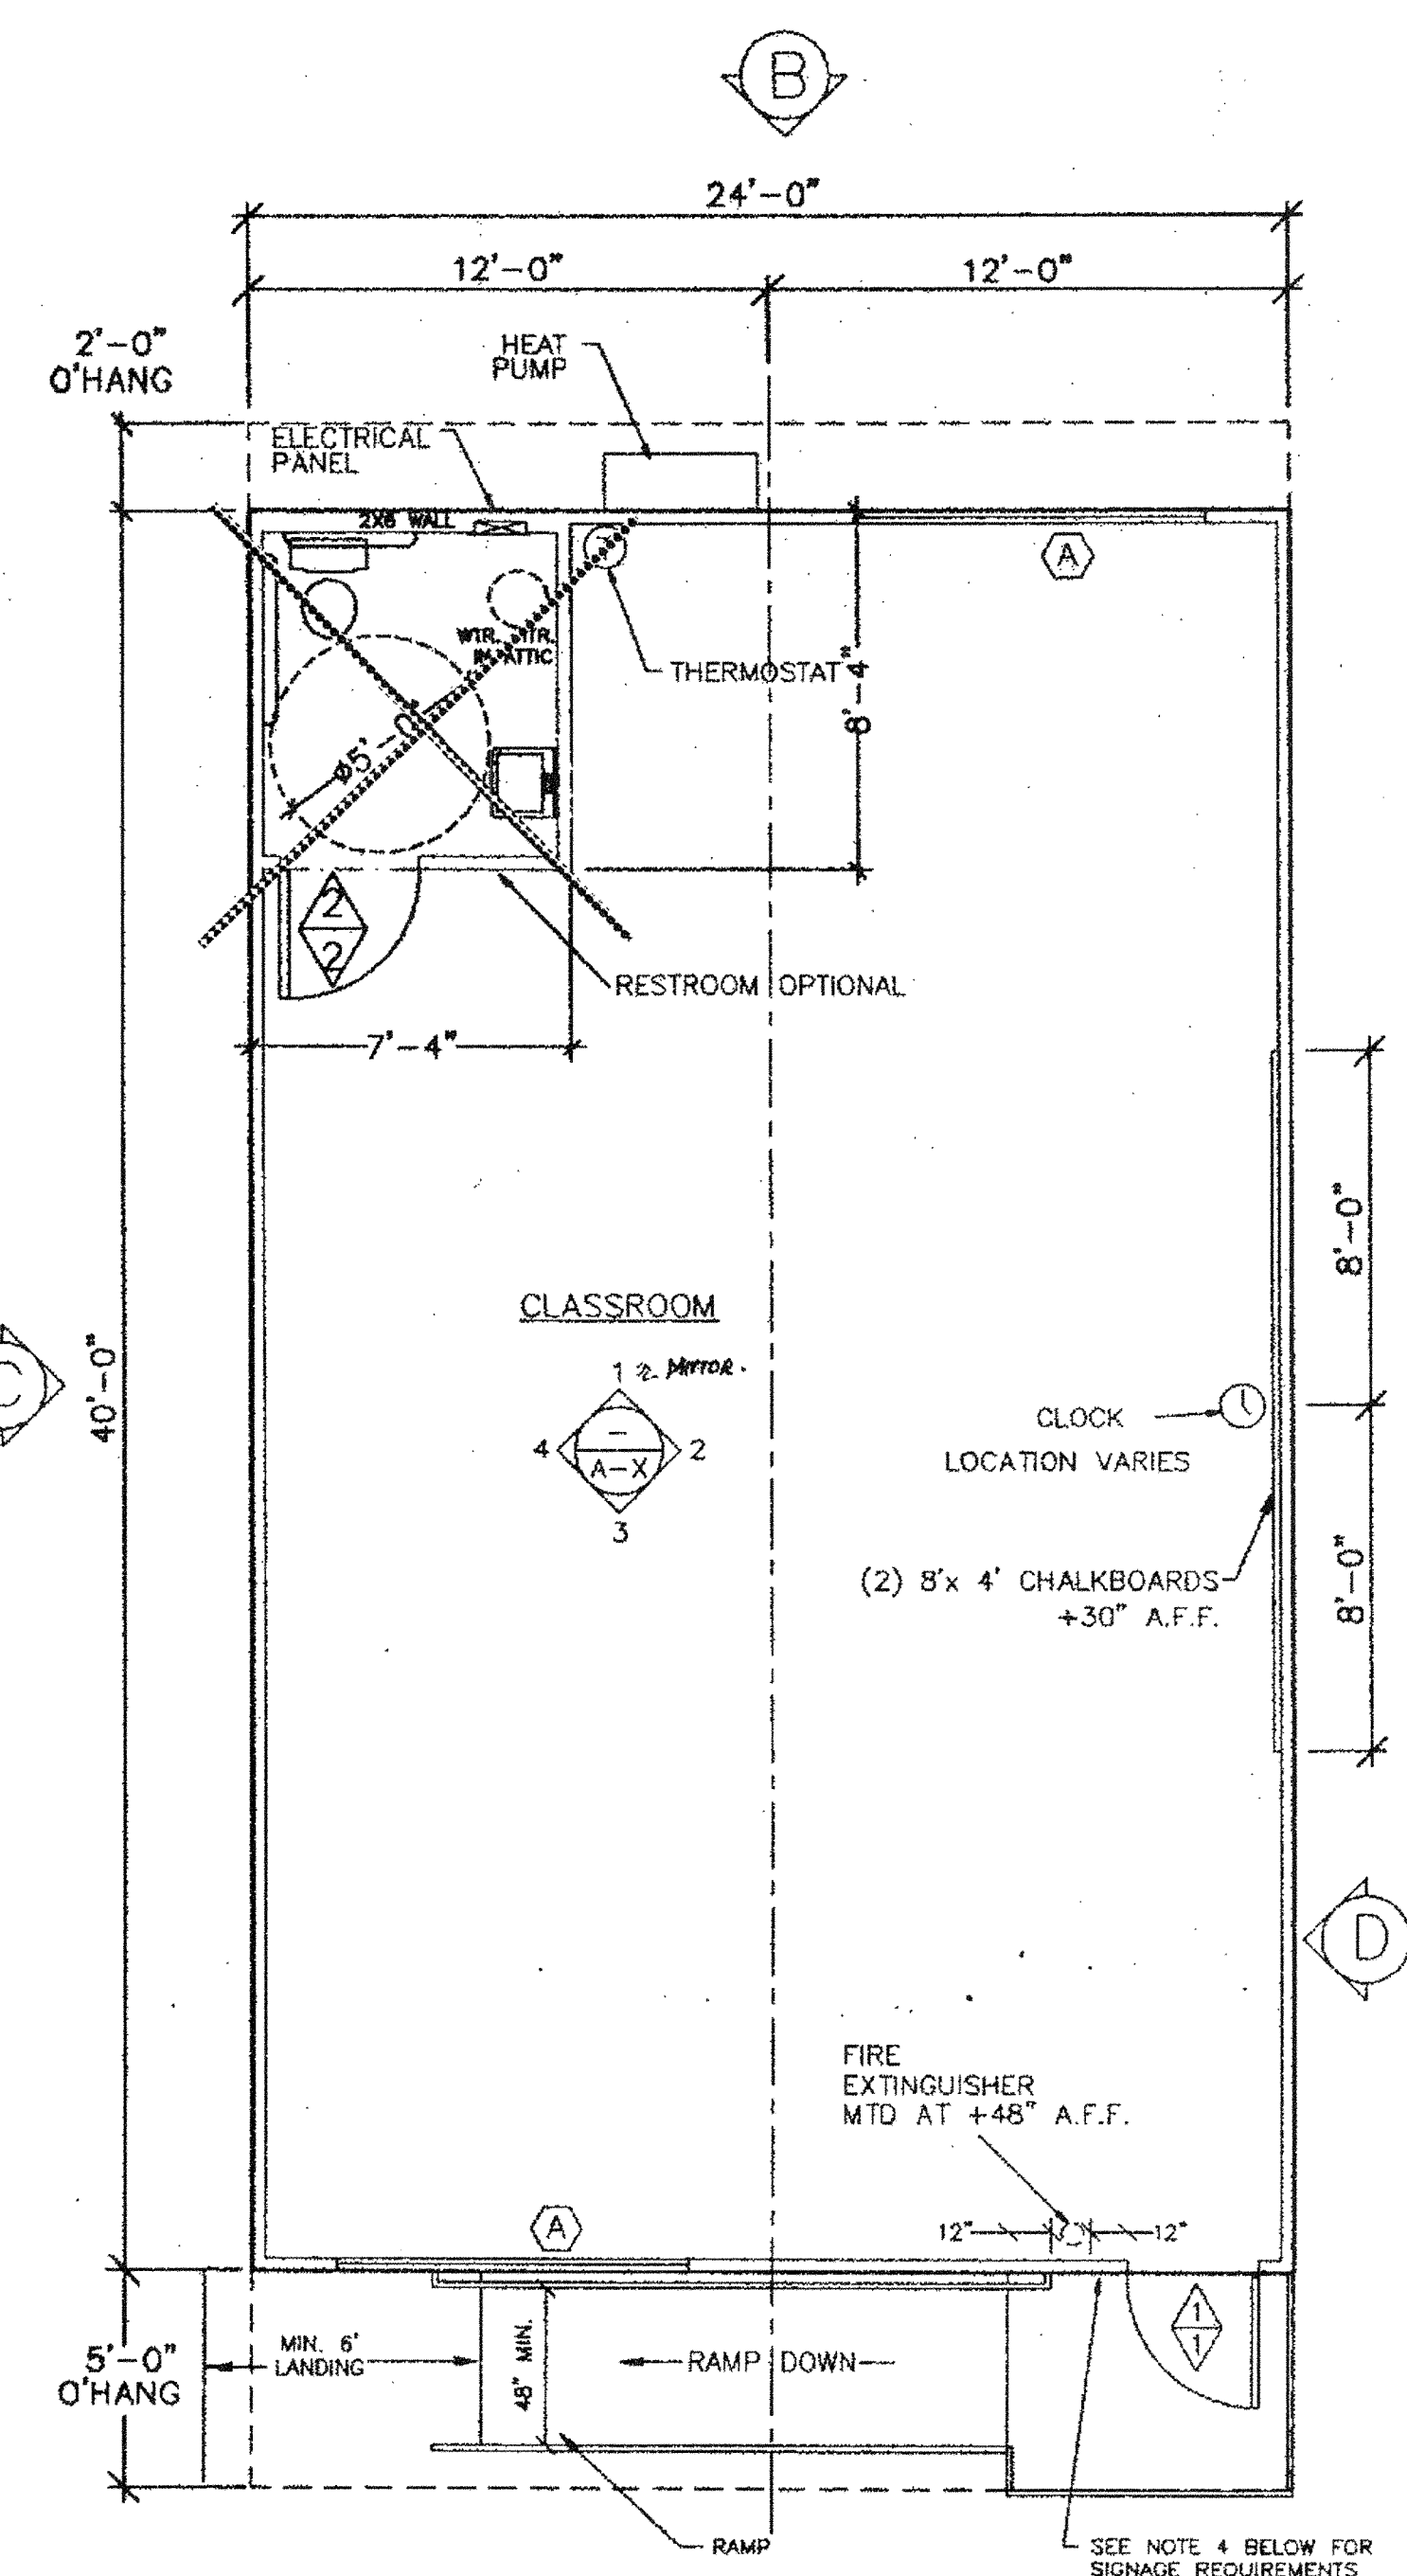 B
24'-0"
12'-0"
12'-0"
2'-0"
O'HANG
HEAT
PUMP
ELECTRICAL
PANEL
2X6 WALL
A
WTR. HTR.
IN ATTIC
THERMOSTAT
8'-4"
ø5'-0"
2
2
RESTROOM OPTIONAL
7'-4"
8'-0"
CLASSROOM
1
4
-
A-X
2
3
C
40'-0"
CLOCK
LOCATION VARIES
(2) 8'x 4' CHALKBOARDS
+30" A.F.F.
8'-0"
D
FIRE
EXTINGUISHER
MTD AT +48" A.F.F.
A
12"
12"
5'-0"
O'HANG
MIN. 6'
LANDING
48" MIN.
RAMP DOWN
1
1
RAMP
SEE NOTE 4 BELOW FOR
SIGNAGE REQUIREMENTS